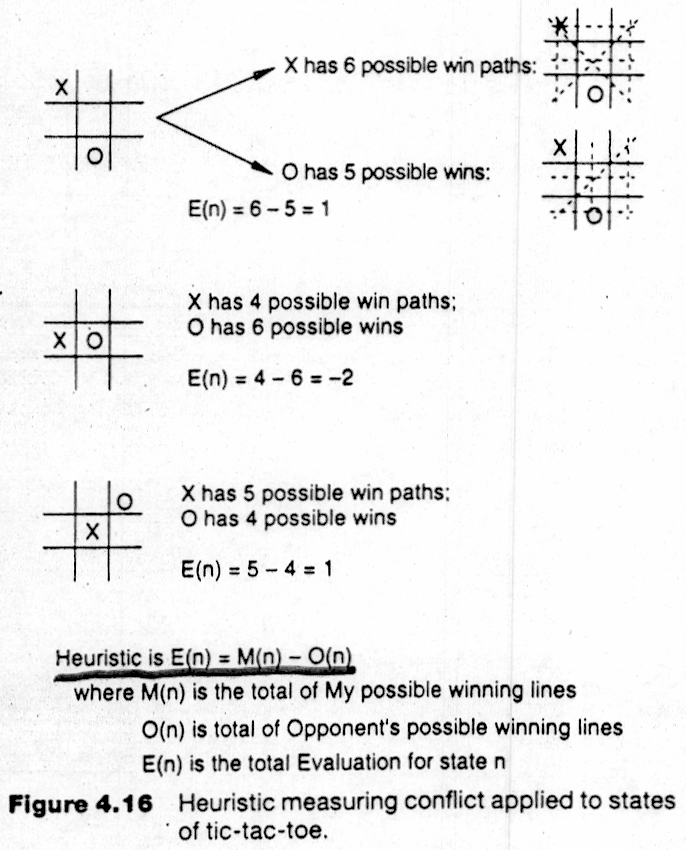 X
O
X has 6 possible win paths:
X
O
O has 5 possible wins:
X
O
E(n) = 6 – 5 = 1
X O
X has 4 possible win paths;
O has 6 possible wins
E(n) = 4 – 6 = –2
O
X
X has 5 possible win paths;
O has 4 possible wins
E(n) = 5 – 4 = 1
Heuristic is E(n) = M(n) – O(n)
where M(n) is the total of My possible winning lines
O(n) is total of Opponent's possible winning lines
E(n) is the total Evaluation for state n
Figure 4.16 Heuristic measuring conflict applied to states
of tic-tac-toe.